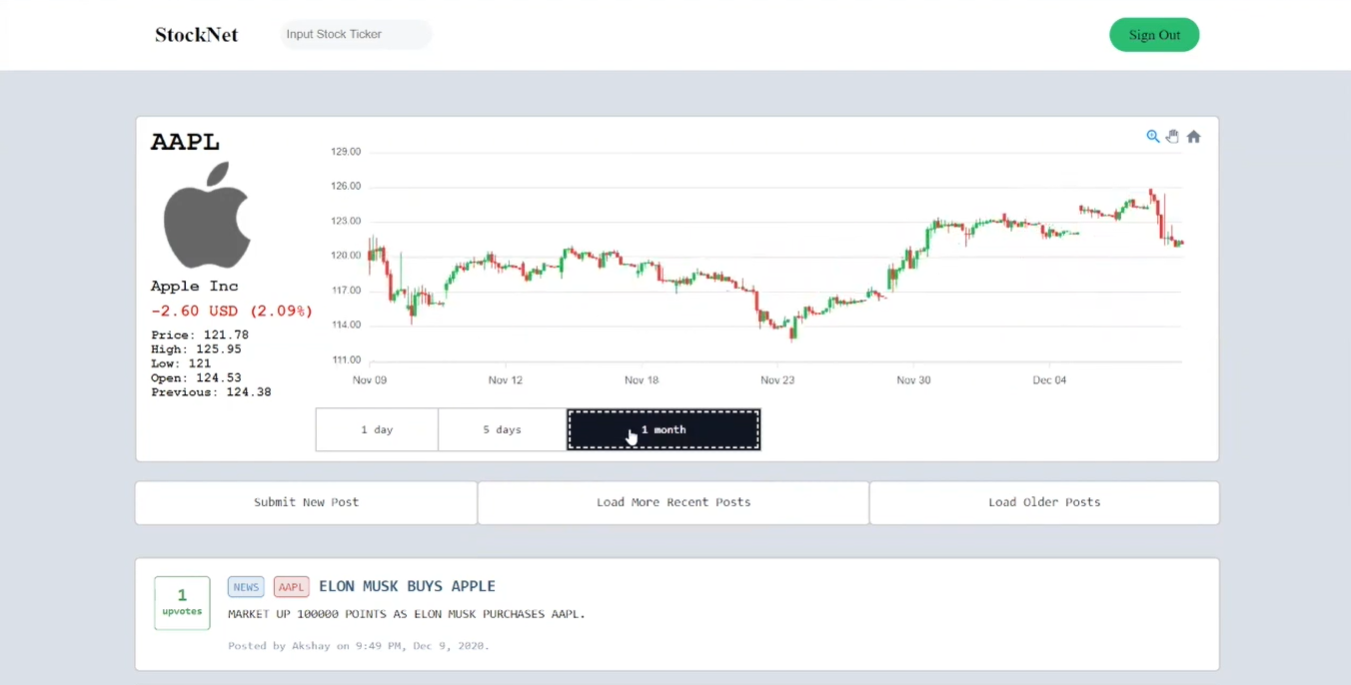 StockNet
Input Stock Ticker
Sign Out
AAPL
Apple Inc
-2.60 USD (2.09%)
Price: 121.78
High: 125.95
Low: 121
Open: 124.53
Previous: 124.38
129.00
126.00
123.00
120.00
117.00
114.00
111.00
Nov 09 Nov 12 Nov 18 Nov 23 Nov 30 Dec 04
1 day 5 days 1 month
Submit New Post Load More Recent Posts Load Older Posts
1
upvotes
NEWS AAPL ELON MUSK BUYS APPLE
MARKET UP 100000 POINTS AS ELON MUSK PURCHASES AAPL.
Posted by Akshay on 9:49 PM, Dec 9, 2020.